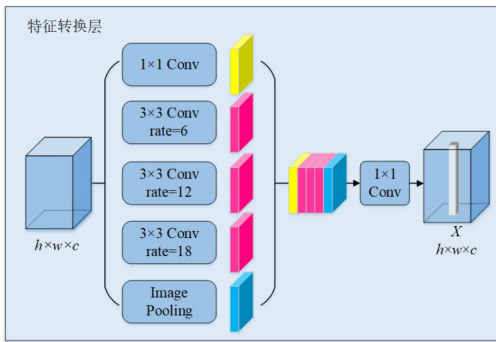 特征转换层
1×1 Conv
3×3 Conv
rate=6
3×3 Conv
rate=12
3×3 Conv
rate=18
Image
Pooling
h×w×c
1×1
Conv
X
h×w×c